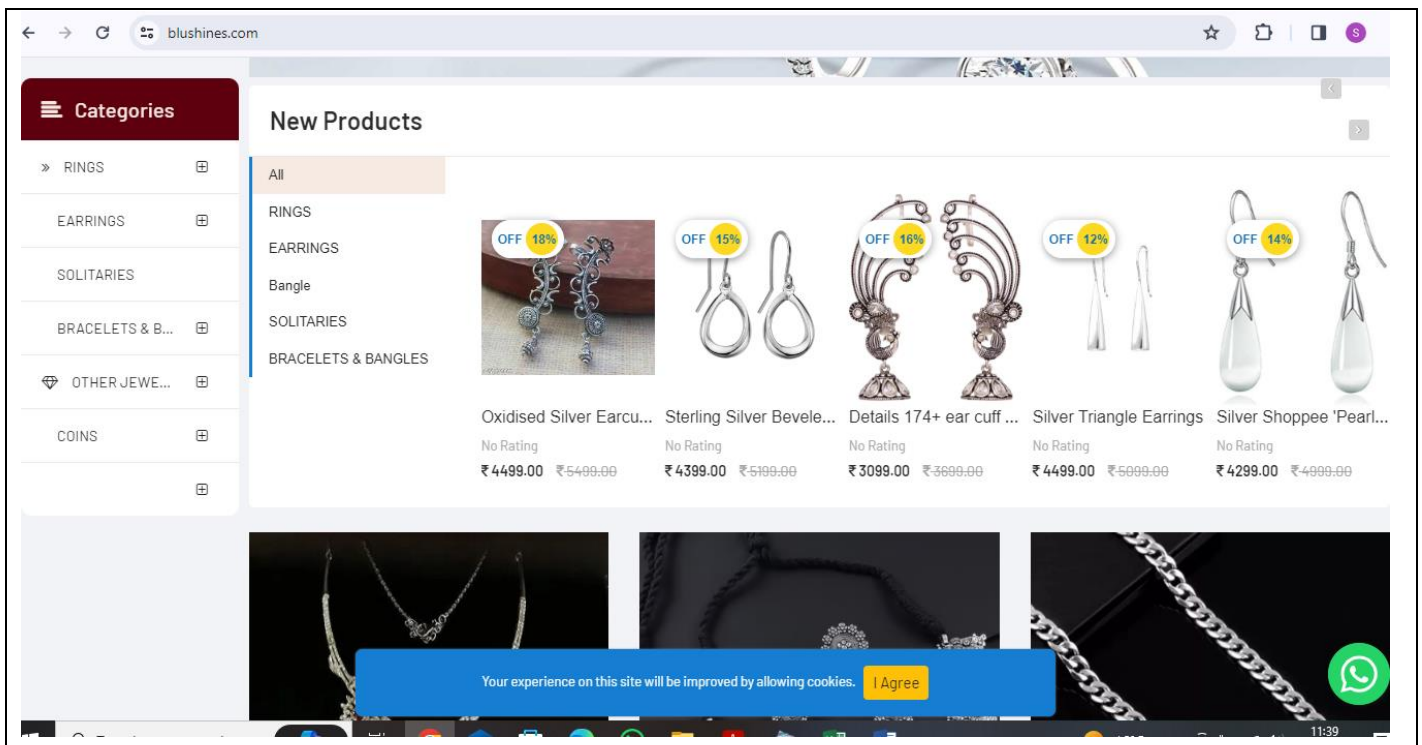 blushines.com
S
Categories
RINGS
EARRINGS
SOLITARIES
BRACELETS & B...
OTHER JEWE...
COINS
New Products
All
RINGS
EARRINGS
Bangle
SOLITARIES
BRACELETS & BANGLES
OFF 18%
Oxidised Silver Earcu...
No Rating
₹ 4499.00 ₹ 5499.00
OFF 15%
Sterling Silver Bevele...
No Rating
₹ 4399.00 ₹ 5199.00
OFF 16%
Details 174+ ear cuff ...
No Rating
₹ 3099.00 ₹ 3699.00
OFF 12%
Silver Triangle Earrings
No Rating
₹ 4499.00 ₹ 5099.00
OFF 14%
Silver Shoppee 'Pearl...
No Rating
₹ 4299.00 ₹ 4999.00
Your experience on this site will be improved by allowing cookies.
I Agree
11:39